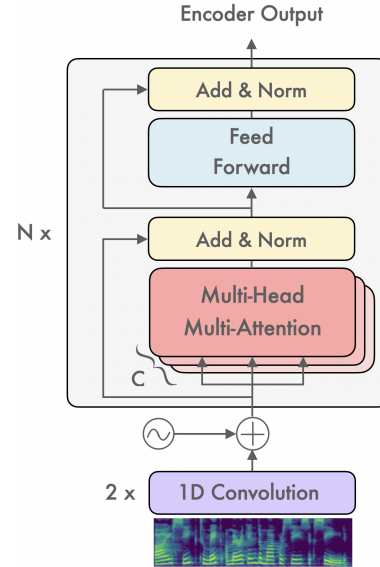 Encoder Output
Add & Norm
Feed
Forward
N x
Add & Norm
Multi-Head
Multi-Attention
C
2 x
1D Convolution